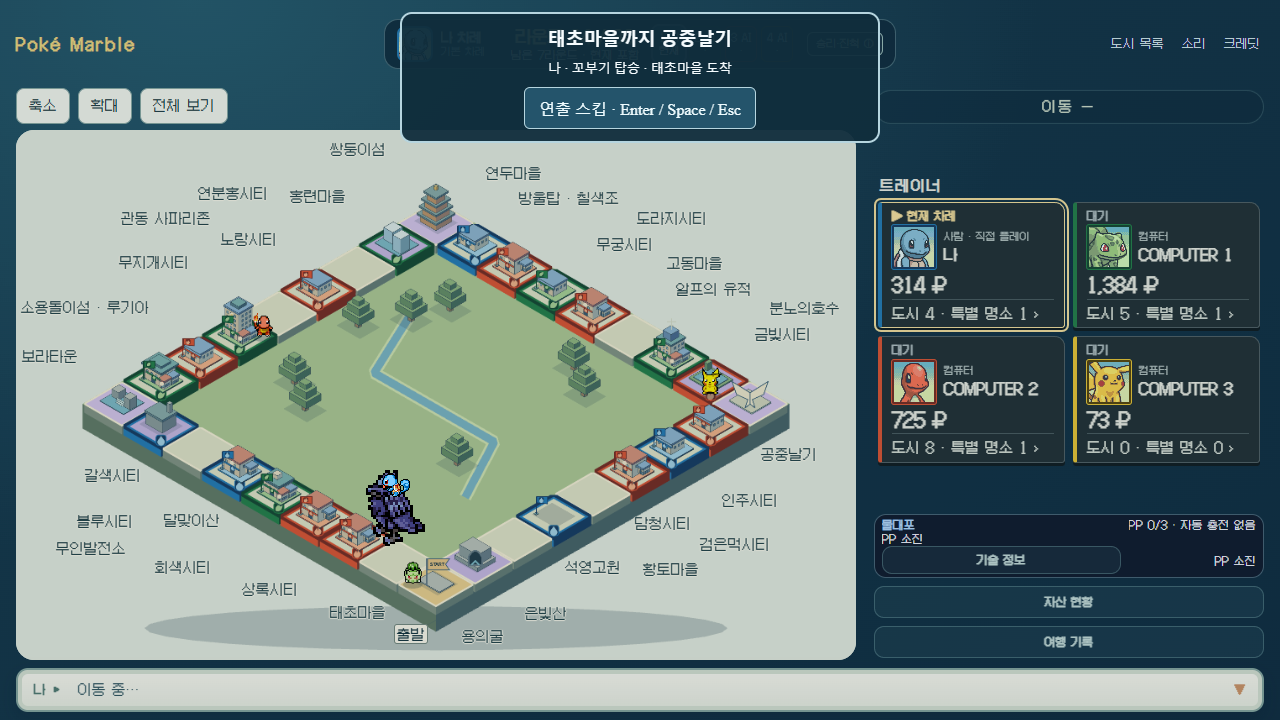 Poké Marble
태초마을까지 공중날기
나 · 꼬부기 탑승 · 태초마을 도착
연출 스킵 · Enter / Space / Esc
도시 목록
소리
크레딧
축소
확대
전체 보기
이동 —
쌍둥이섬
연두마을
연분홍시티
홍련마을
방울탑 · 칠색조
관동 사파리존
도라지시티
노랑시티
무궁시티
무지개시티
고동마을
알프의 유적
소용돌이섬 · 루기아
분노의호수
금빛시티
보라타운
공중날기
갈색시티
인주시티
블루시티
달맞이산
담청시티
무인발전소
검은먹시티
회색시티
석영고원
황토마을
상록시티
START
태초마을
은빛산
출발
용의굴
트레이너
▶ 현재 차례
사람 · 직접 플레이
나
314 ₽
도시 4 · 특별 명소 1 ›
대기
컴퓨터
COMPUTER 1
1,384 ₽
도시 5 · 특별 명소 1 ›
대기
컴퓨터
COMPUTER 2
725 ₽
도시 8 · 특별 명소 1 ›
대기
컴퓨터
COMPUTER 3
73 ₽
도시 0 · 특별 명소 0 ›
물대포
PP 0/3 · 자동 충전 없음
PP 소진
기술 정보
PP 소진
자산 현황
여행 기록
나 ▶ 이동 중…